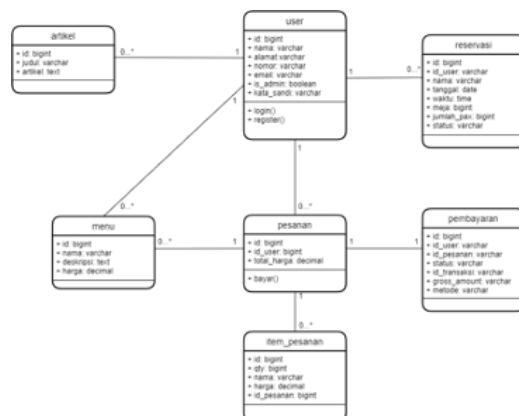 artikel
+ id: bigint
+ judul: varchar
+ artikel: text
0...*
1
user
+ id: bigint
+ nama: varchar
+ alamat:varchar
+ nomor: varchar
+ email: varchar
+ is_admin: boolean
+ kata_sandi: varchar
+ login()
+ register()
1
0...*
reservasi
+ id: bigint
+ id_user: bigint
+ nama: varchar
+ tanggal: date
+ waktu: time
+ meja: bigint
+ jumlah_pax: bigint
+ status: varchar
1
1
0...*
0...*
menu
+ id: bigint
+ nama: varchar
+ deskripsi: text
+ harga: decimal
0...*
1
pesanan
+ id: bigint
+ id_user: bigint
+ total_harga: decimal
+ bayar()
1
1
pembayaran
+ id: bigint
+ id_user: varchar
+ id_pesanan: varchar
+ status: varchar
+ id_transaksi: varchar
+ gross_amount: varchar
+ metode: varchar
1
0...*
item_pesanan
+ id: bigint
+ qty: bigint
+ nama: varchar
+ harga: decimal
+ id_pesanan: bigint